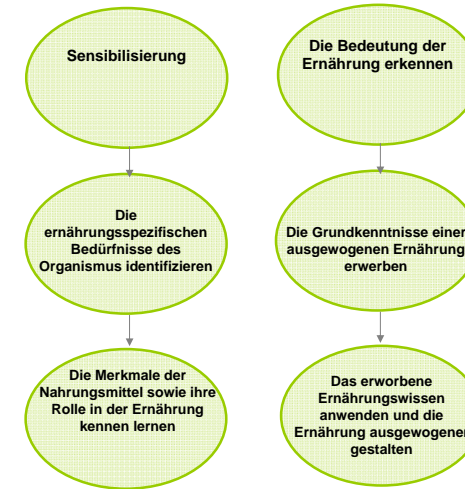 Sensibilisierung
Die
ernährungsspezifischen
Bedürfnisse des
Organismus identifizieren
Die Merkmale der
Nahrungsmittel sowie ihre
Rolle in der Ernährung
kennen lernen
Die Bedeutung der
Ernährung erkennen
Die Grundkenntnisse einer
ausgewogenen Ernährung
erwerben
Das erworbene
Ernährungswissen
anwenden und die
Ernährung ausgewogener
gestalten